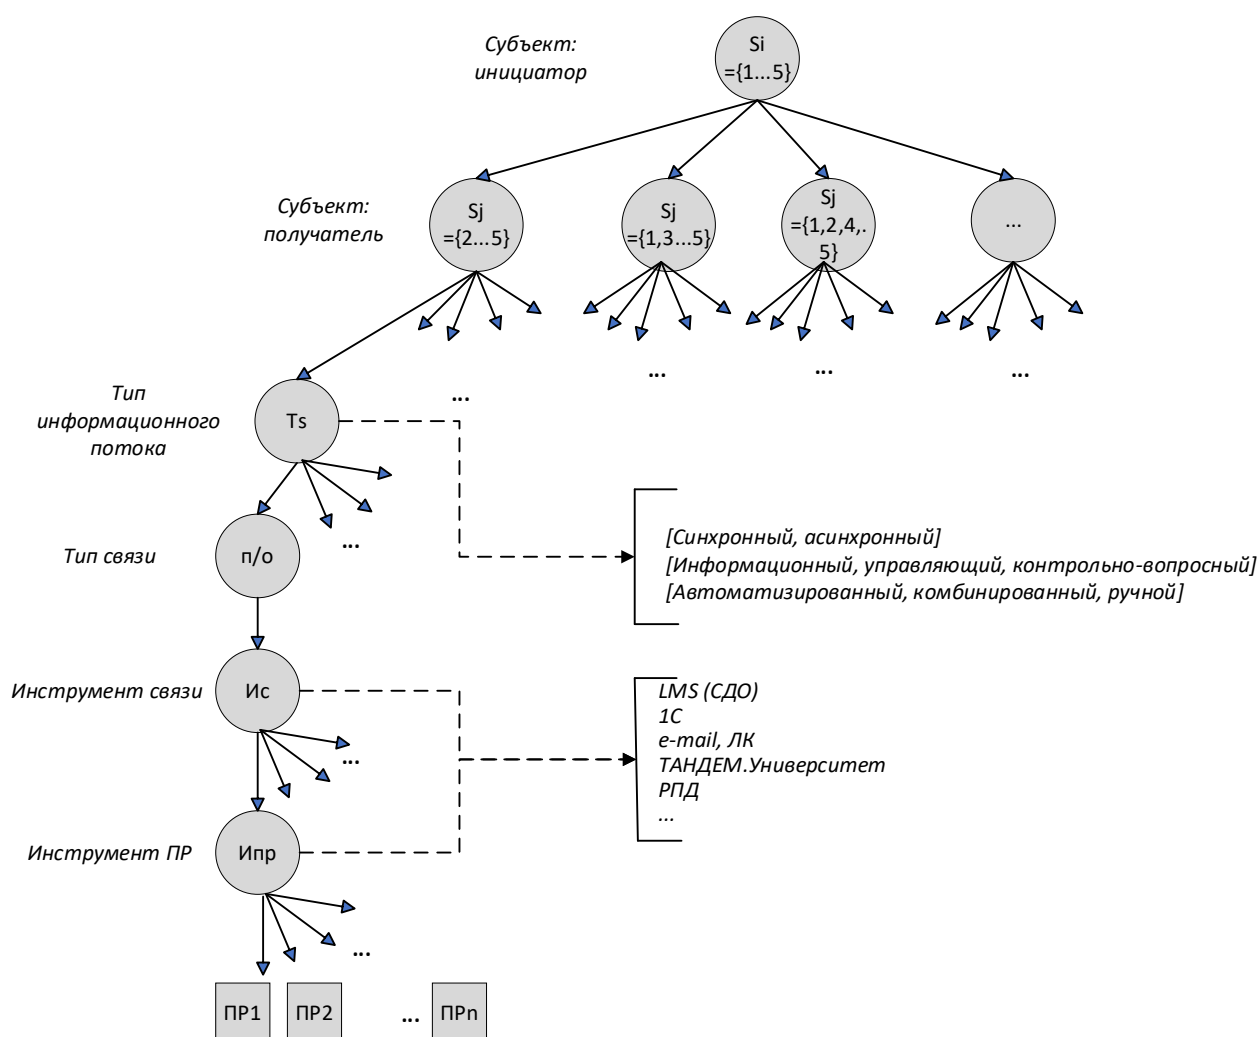 Субъект:
инициатор
Si
={1...5}
Субъект:
получатель
Sj
={2...5}
Sj
={1,3...5}
Sj
={1,2,4,.
5}
...
...
...
...
...
Тип
информационного
потока
Ts
...
[Синхронный, асинхронный]
[Информационный, управляющий, контрольно-вопросный]
[Автоматизированный, комбинированный, ручной]
Тип связи
п/о
Инструмент связи
Ис
...
LMS (СДО)
1С
e-mail, ЛК
ТАНДЕМ.Университет
РПД
...
Инструмент ПР
Ипр
...
ПР1
ПР2
...
ПРn